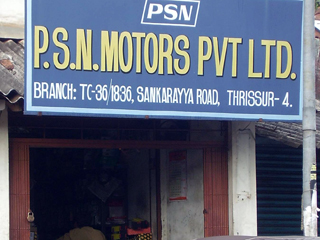 PSN
P.S.N. MOTORS PVT LTD.
BRANCH: TC-36/1836, SANKARAYYA ROAD, THRISSUR-4.